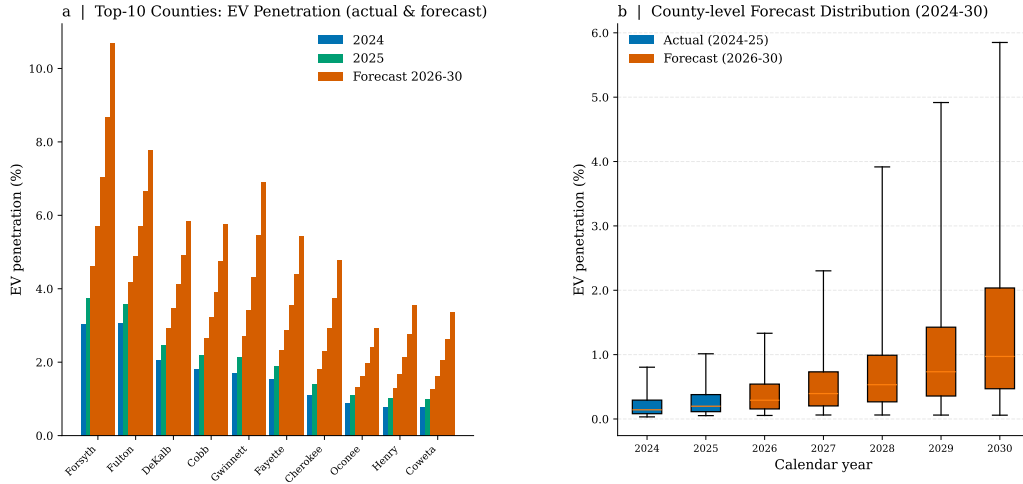 a | Top-10 Counties: EV Penetration (actual & forecast)
2024
2025
Forecast 2026-30
EV penetration (%)
10.0
8.0
6.0
4.0
2.0
0.0
Forsyth
Fulton
DeKalb
Cobb
Gwinnett
Fayette
Cherokee
Oconee
Henry
Coweta
b | County-level Forecast Distribution (2024-30)
Actual (2024-25)
Forecast (2026-30)
EV penetration (%)
6.0
5.0
4.0
3.0
2.0
1.0
0.0
2024
2025
2026
2027
2028
2029
2030
Calendar year